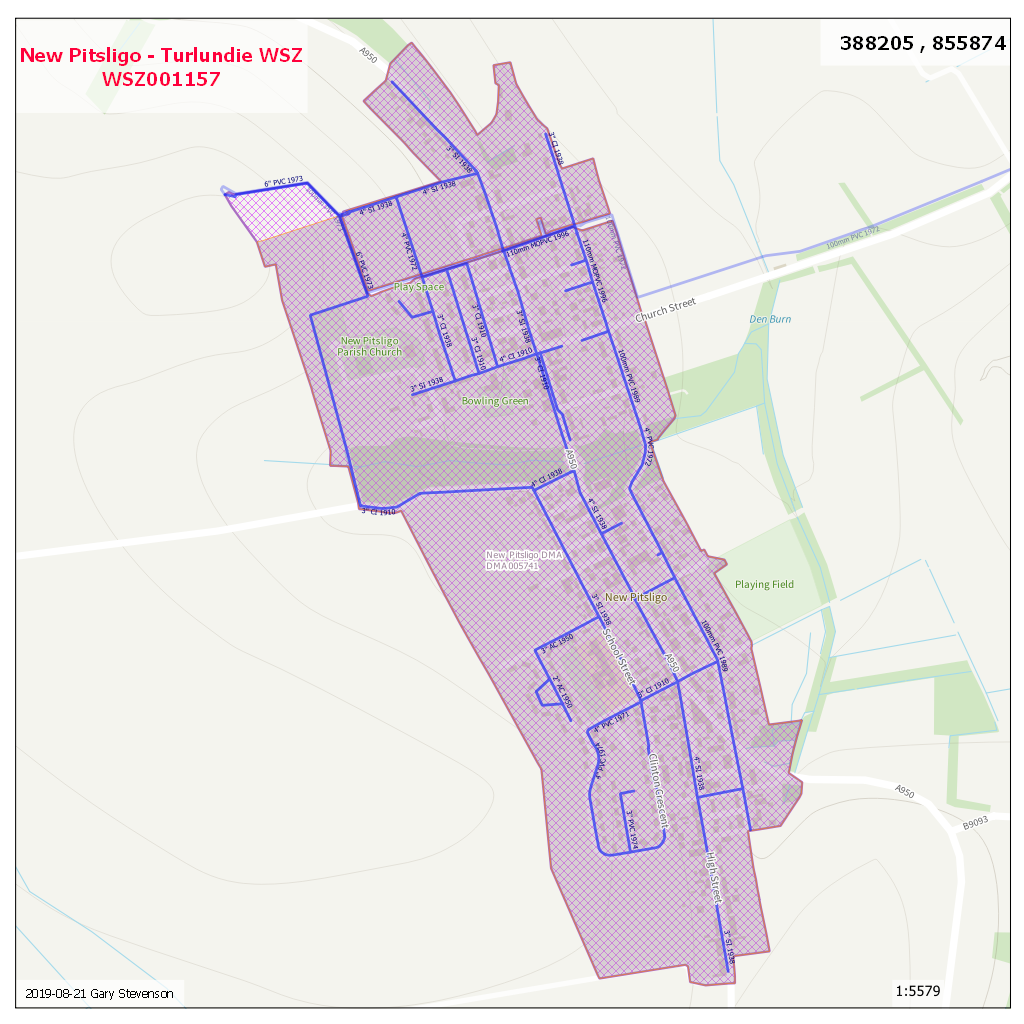 New Pitsligo - Turlundie WSZ
WSZ001157
388205 , 855874
A950
3" CI 1938
3" SI 1938
6" PVC 1973
4" SI 1938
4" SI 1938
4" PVC 1972
110mm MOPVC 1996
110mm MOPVC 1996
100mm PVC 1972
6" PVC 1973
Play Space
Church Street
Den Burn
3" CI 1938
3" CI 1910
3" CI 1910
3" SI 1938
New Pitsligo
Parish Church
4" CI 1910
3" CI 1910
100mm PVC 1989
3" SI 1938
Bowling Green
4" PVC 1972
A950
4" CI 1938
3" CI 1910
4" SI 1938
New Pitsligo DMA
DMA005741
Playing Field
New Pitsligo
3" SI 1938
100mm PVC 1989
3" AC 1950
School Street
A950
2" AC 1950
3" CI 1910
4" PVC 1971
4" PVC 1974
Clinton Crescent
4" SI 1938
A950
3" PVC 1974
B9093
High Street
3" SI 1938
2019-08-21 Gary Stevenson
1:5579